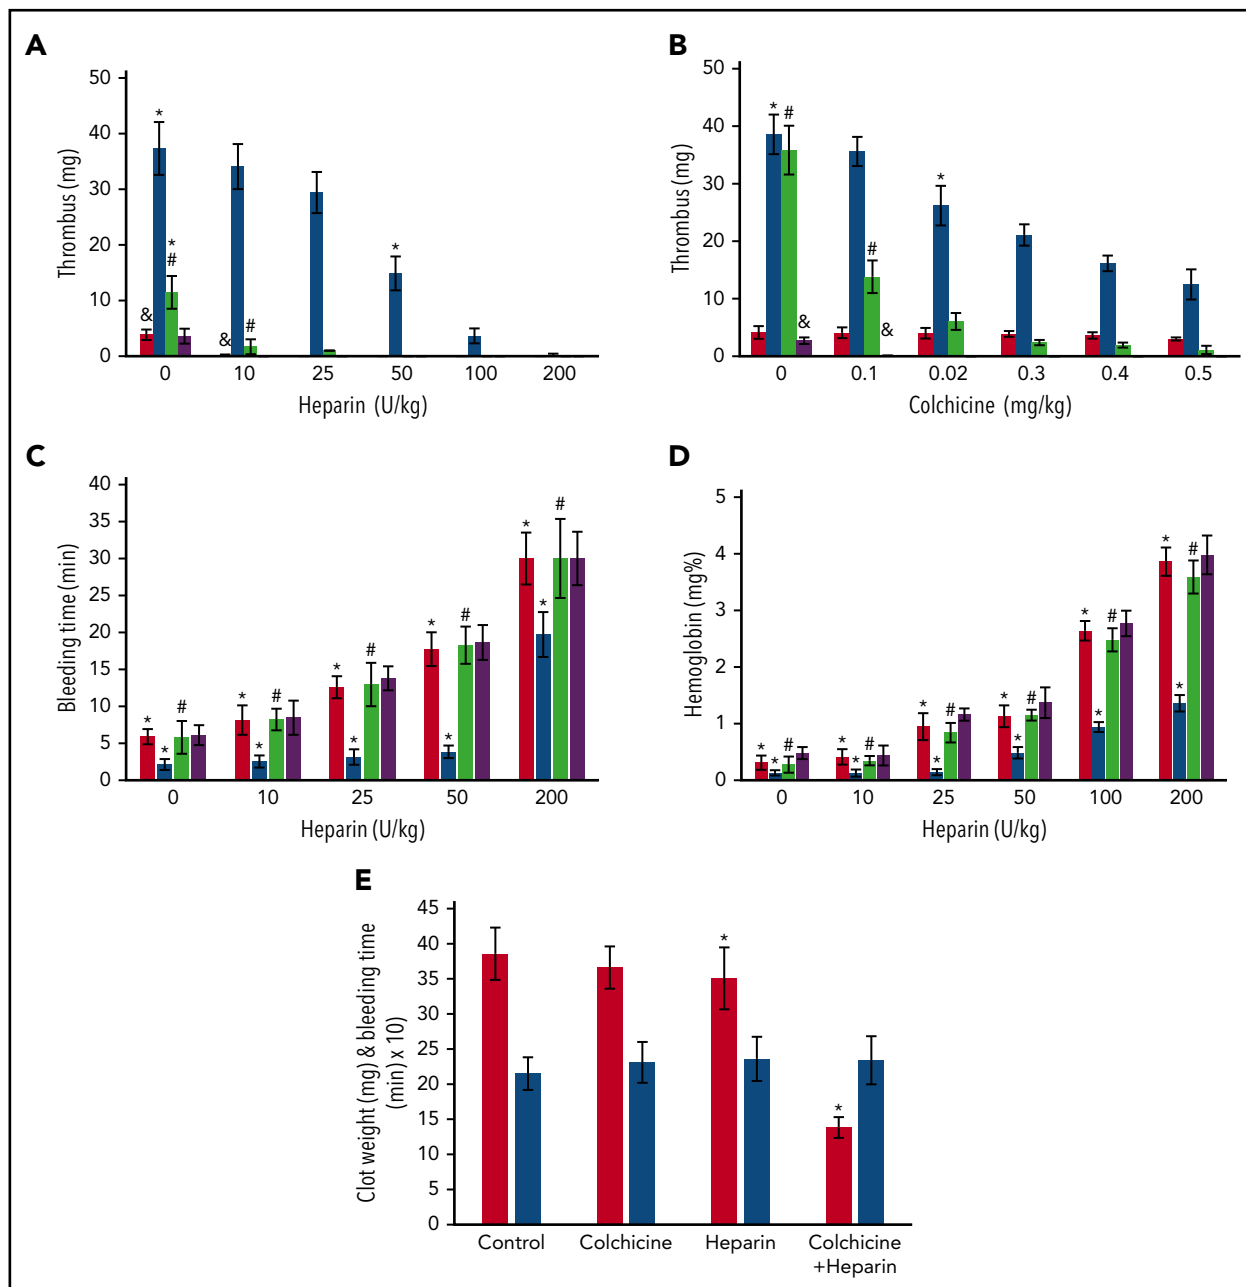 A
Thrombus (mg)
50
40
30
20
10
0
& * * # & # *
0 10 25 50 100 200
Heparin (U/kg)
B
Thrombus (mg)
50
40
30
20
10
0
* # & # & *
0 0.1 0.02 0.3 0.4 0.5
Colchicine (mg/kg)
C
Bleeding time (min)
40
35
30
25
20
15
10
5
0
* * # * * # * * # * * # * * #
0 10 25 50 200
Heparin (U/kg)
D
Hemoglobin (mg%)
5
4
3
2
1
0
* * # * * # * * # * * # * * # * * #
0 10 25 50 100 200
Heparin (U/kg)
E
Clot weight (mg) & bleeding time
(min) x 10)
45
40
35
30
25
20
15
10
5
0
* *
Control Colchicine Heparin Colchicine
+Heparin